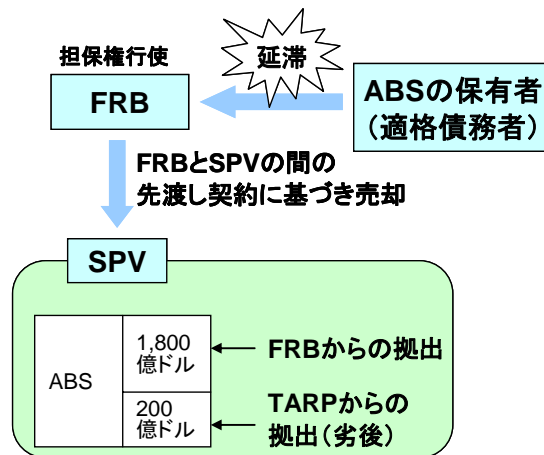 延滞
担保権行使
FRB
ABSの保有者
（適格債務者）
FRBとSPVの間の
先渡し契約に基づき売却
SPV
ABS
1,800
億ドル
FRBからの拠出
200
億ドル
TARPからの
拠出（劣後）